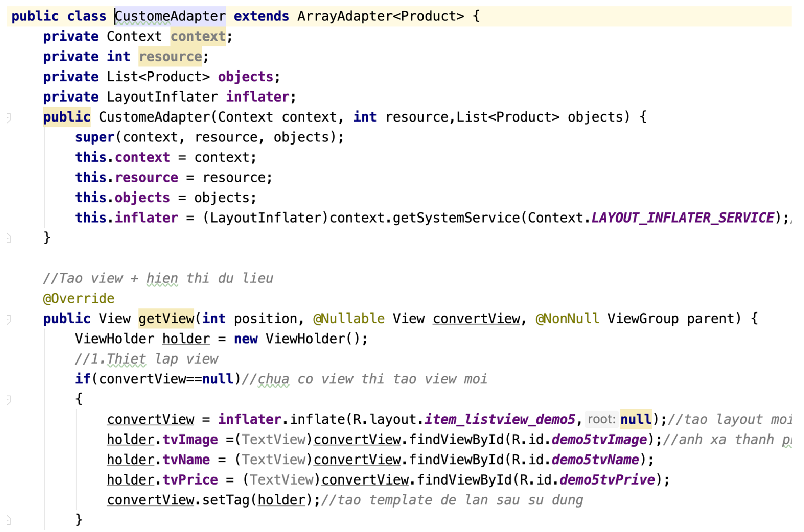 public class CustomeAdapter extends ArrayAdapter<Product> {
private Context context;
private int resource;
private List<Product> objects;
private LayoutInflater inflater;
public CustomeAdapter(Context context, int resource,List<Product> objects) {
super(context, resource, objects);
this.context = context;
this.resource = resource;
this.objects = objects;
this.inflater = (LayoutInflater)context.getSystemService(Context.LAYOUT_INFLATER_SERVICE);/
}
//Tao view + hien thi du lieu
@Override
public View getView(int position, @Nullable View convertView, @NonNull ViewGroup parent) {
ViewHolder holder = new ViewHolder();
//1.Thiet lap view
if(convertView==null)//chua co view thi tao view moi
{
convertView = inflater.inflate(R.layout.item_listview_demo5, root: null);//tao layout moi
holder.tvImage =(TextView)convertView.findViewById(R.id.demo5tvImage);//anh xa thanh
holder.tvName = (TextView)convertView.findViewById(R.id.demo5tvName);
holder.tvPrice = (TextView)convertView.findViewById(R.id.demo5tvPrive);
convertView.setTag(holder);//tao template de lan sau su dung
}